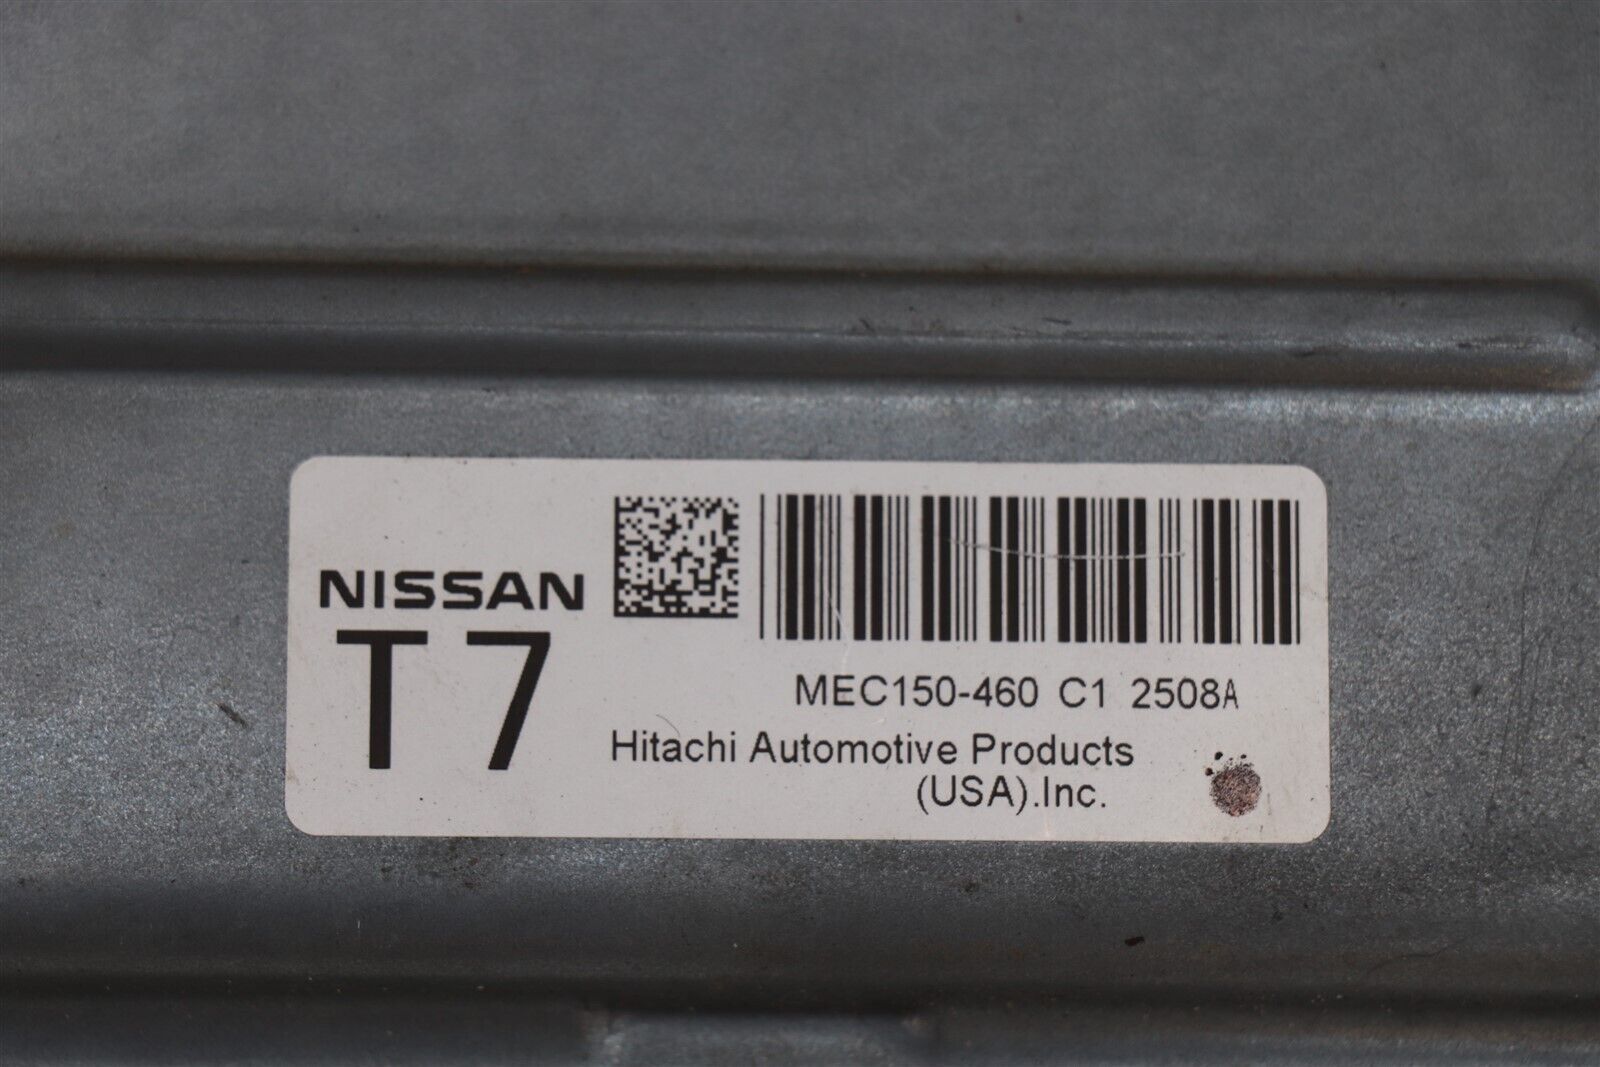 NISSAN
T7
MEC150-460 C1 2508A
Hitachi Automotive Products
(USA).Inc.